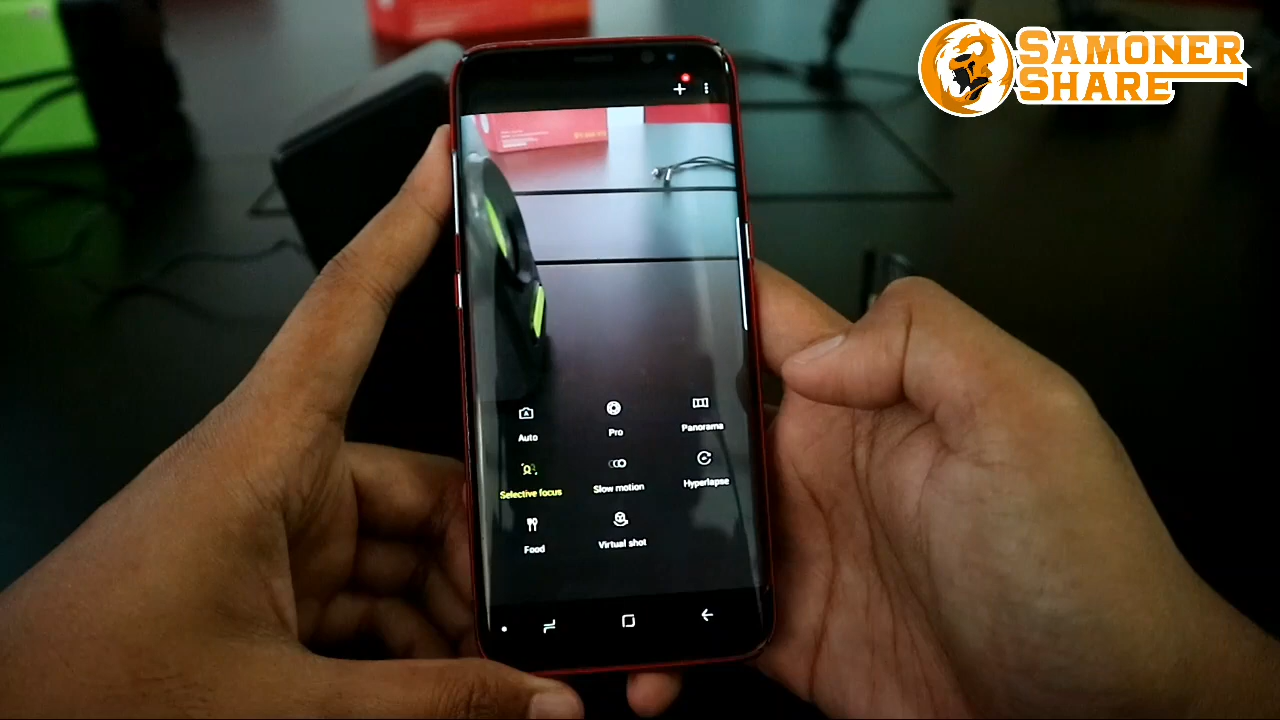 SAMONER
SHARE
Auto
Pro
Panorama
Selective focus
Slow motion
Hyperlapse
Food
Virtual shot